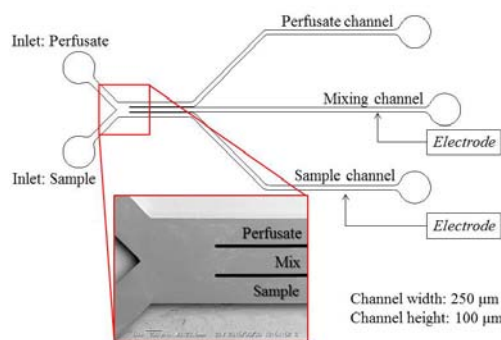 Perfusate channel
Inlet: Perfusate
Mixing channel
Electrode
Inlet: Sample
Sample channel
Electrode
Perfusate
Mix
Sample
Channel width: 250 μm
Channel height: 100 μm